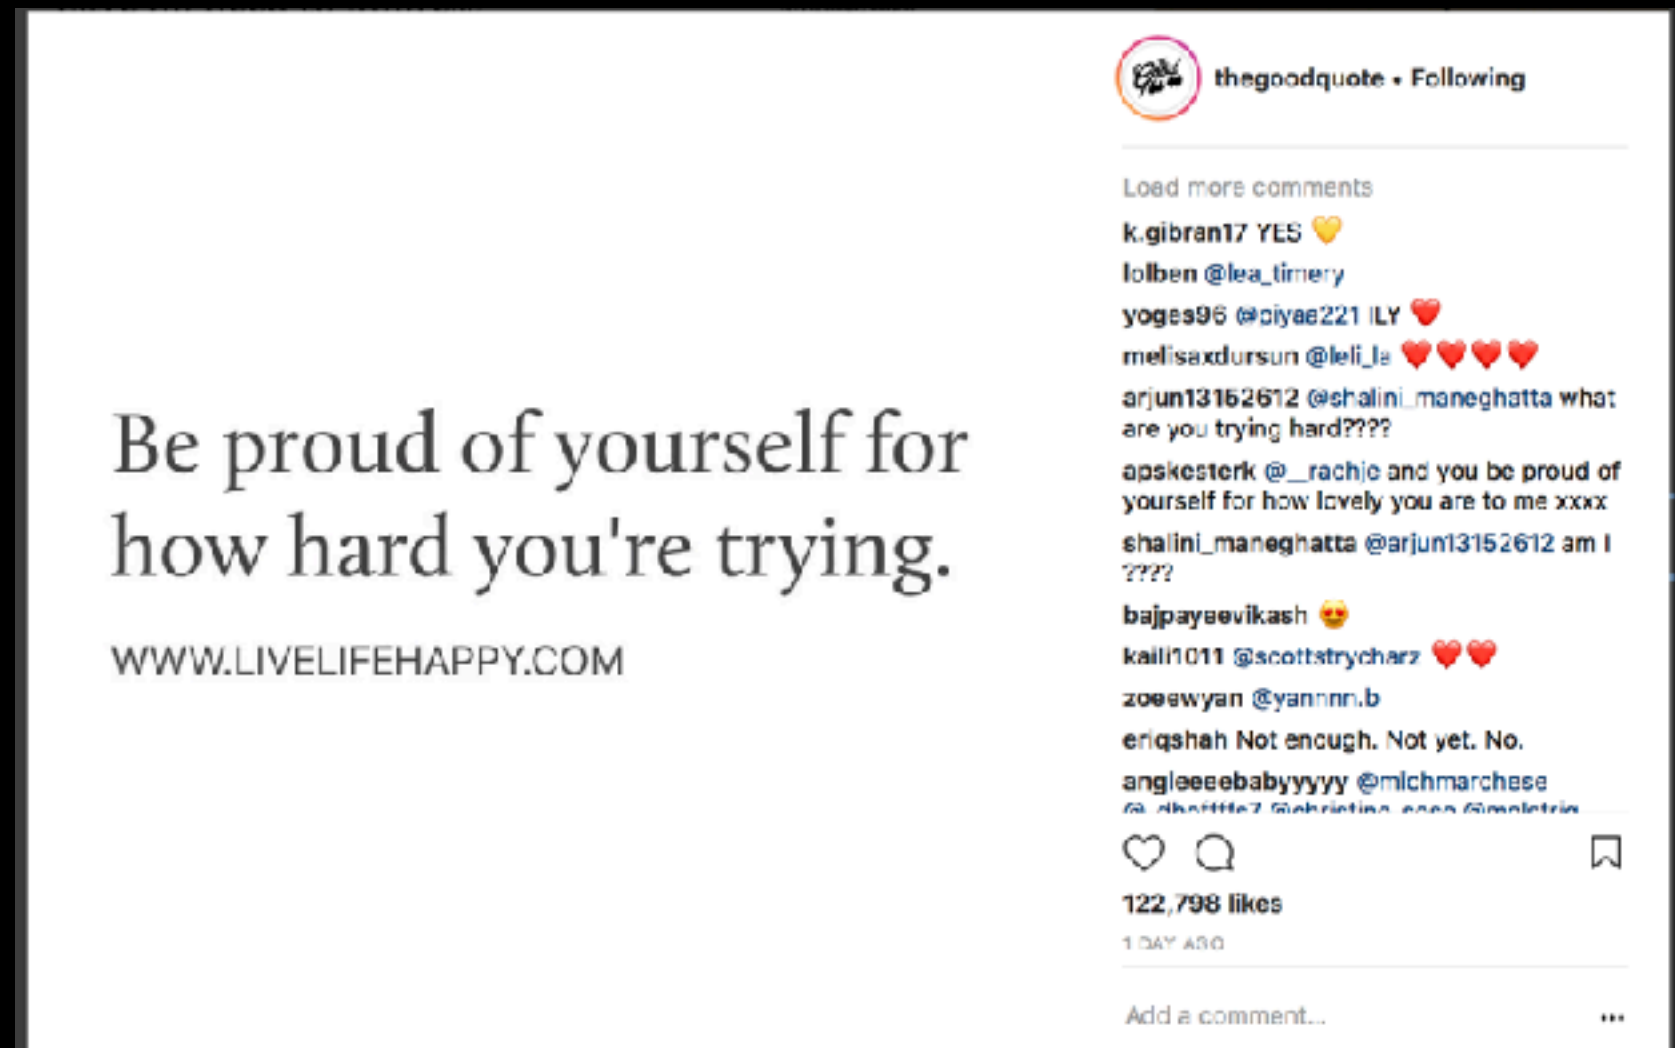 Be proud of yourself for
how hard you're trying.
WWW.LIVELIFEHAPPY.COM
thegoodquote • Following
Load more comments
k.gibran17 YES 💛
lolben @lea_timery
yoges96 @piyaa221 ILY ❤️
melisaxdursun @leli_la ❤️❤️❤️❤️
arjun13152612 @shalini_maneghatta what
are you trying hard????
apskesterk @__rachje and you be proud of
yourself for how lovely you are to me xxxx
shalini_maneghatta @arjun13152612 am I
????
bajpayeevikash 😍
kaili1011 @scottstrycharz ❤️❤️
zoeewyan @yannnn.b
eriqshah Not enough. Not yet. No.
angleeeebabyyyyy @michmarchese
122,798 likes
1 DAY AGO
Add a comment...